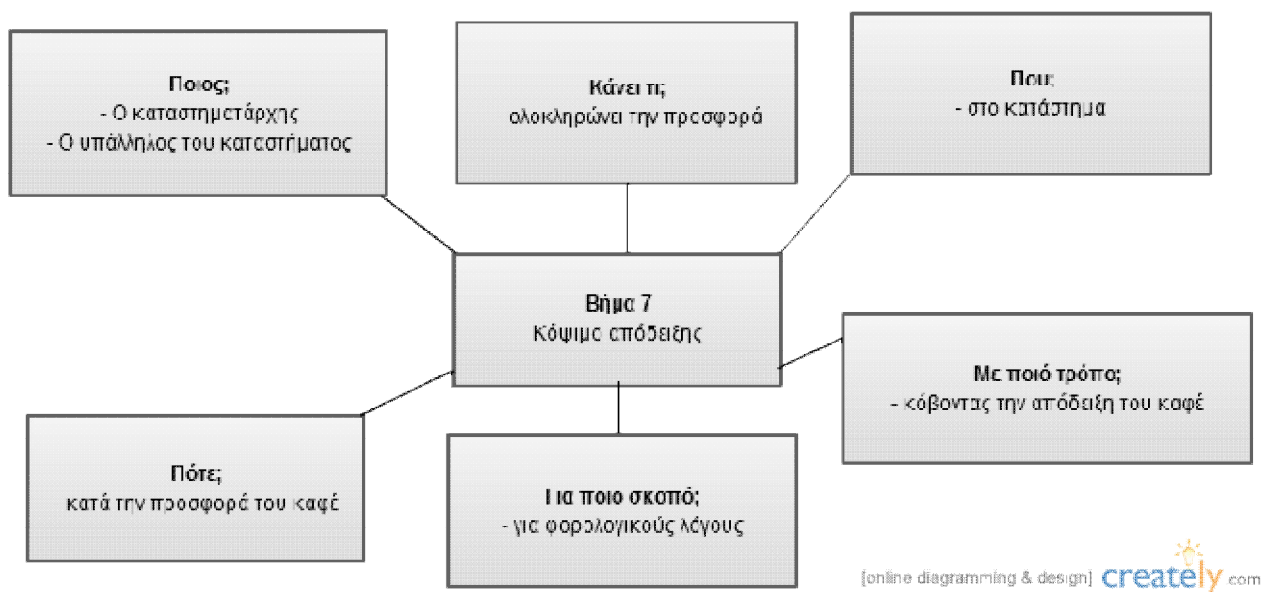 Ποιος;
- Ο καταστηματάρχης
- Ο υπάλληλος του καταστήματος
Κάνει τι;
ολοκληρώνει την προσφορά
Που;
- στο κατάστημα
Βήμα 7
Κόψιμο απόδειξης
Με ποιό τρόπο;
- κόβοντας την απόδειξη του καφέ
Πότε;
κατά την προσφορά του καφέ
Για ποιο σκοπό;
- για φορολογικούς λόγους
[online diagramming & design] creately.com